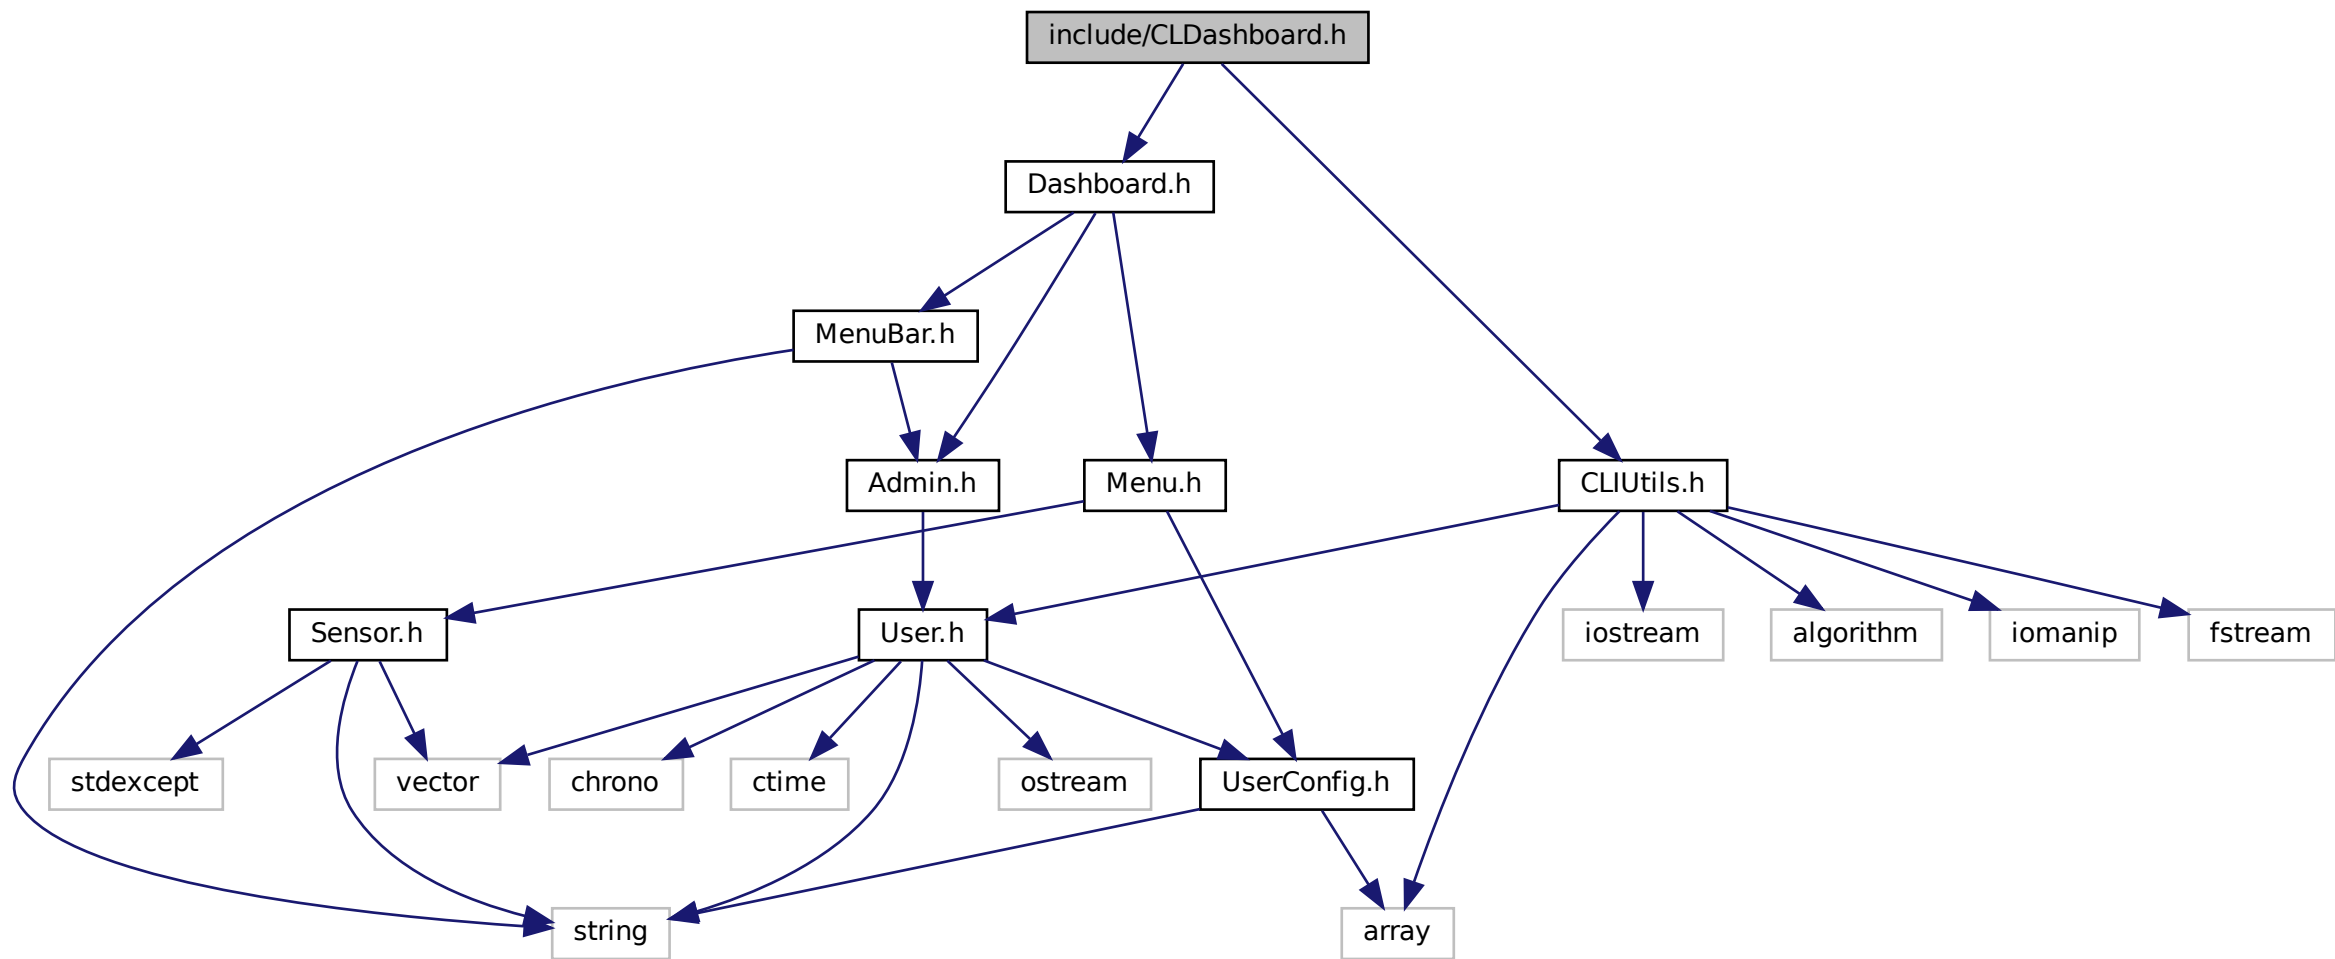 include/CLDashboard.h
Dashboard.h
MenuBar.h
Admin.h
Menu.h
CLIUtils.h
Sensor.h
User.h
iostream
algorithm
iomanip
fstream
stdexcept
vector
chrono
ctime
ostream
UserConfig.h
string
array